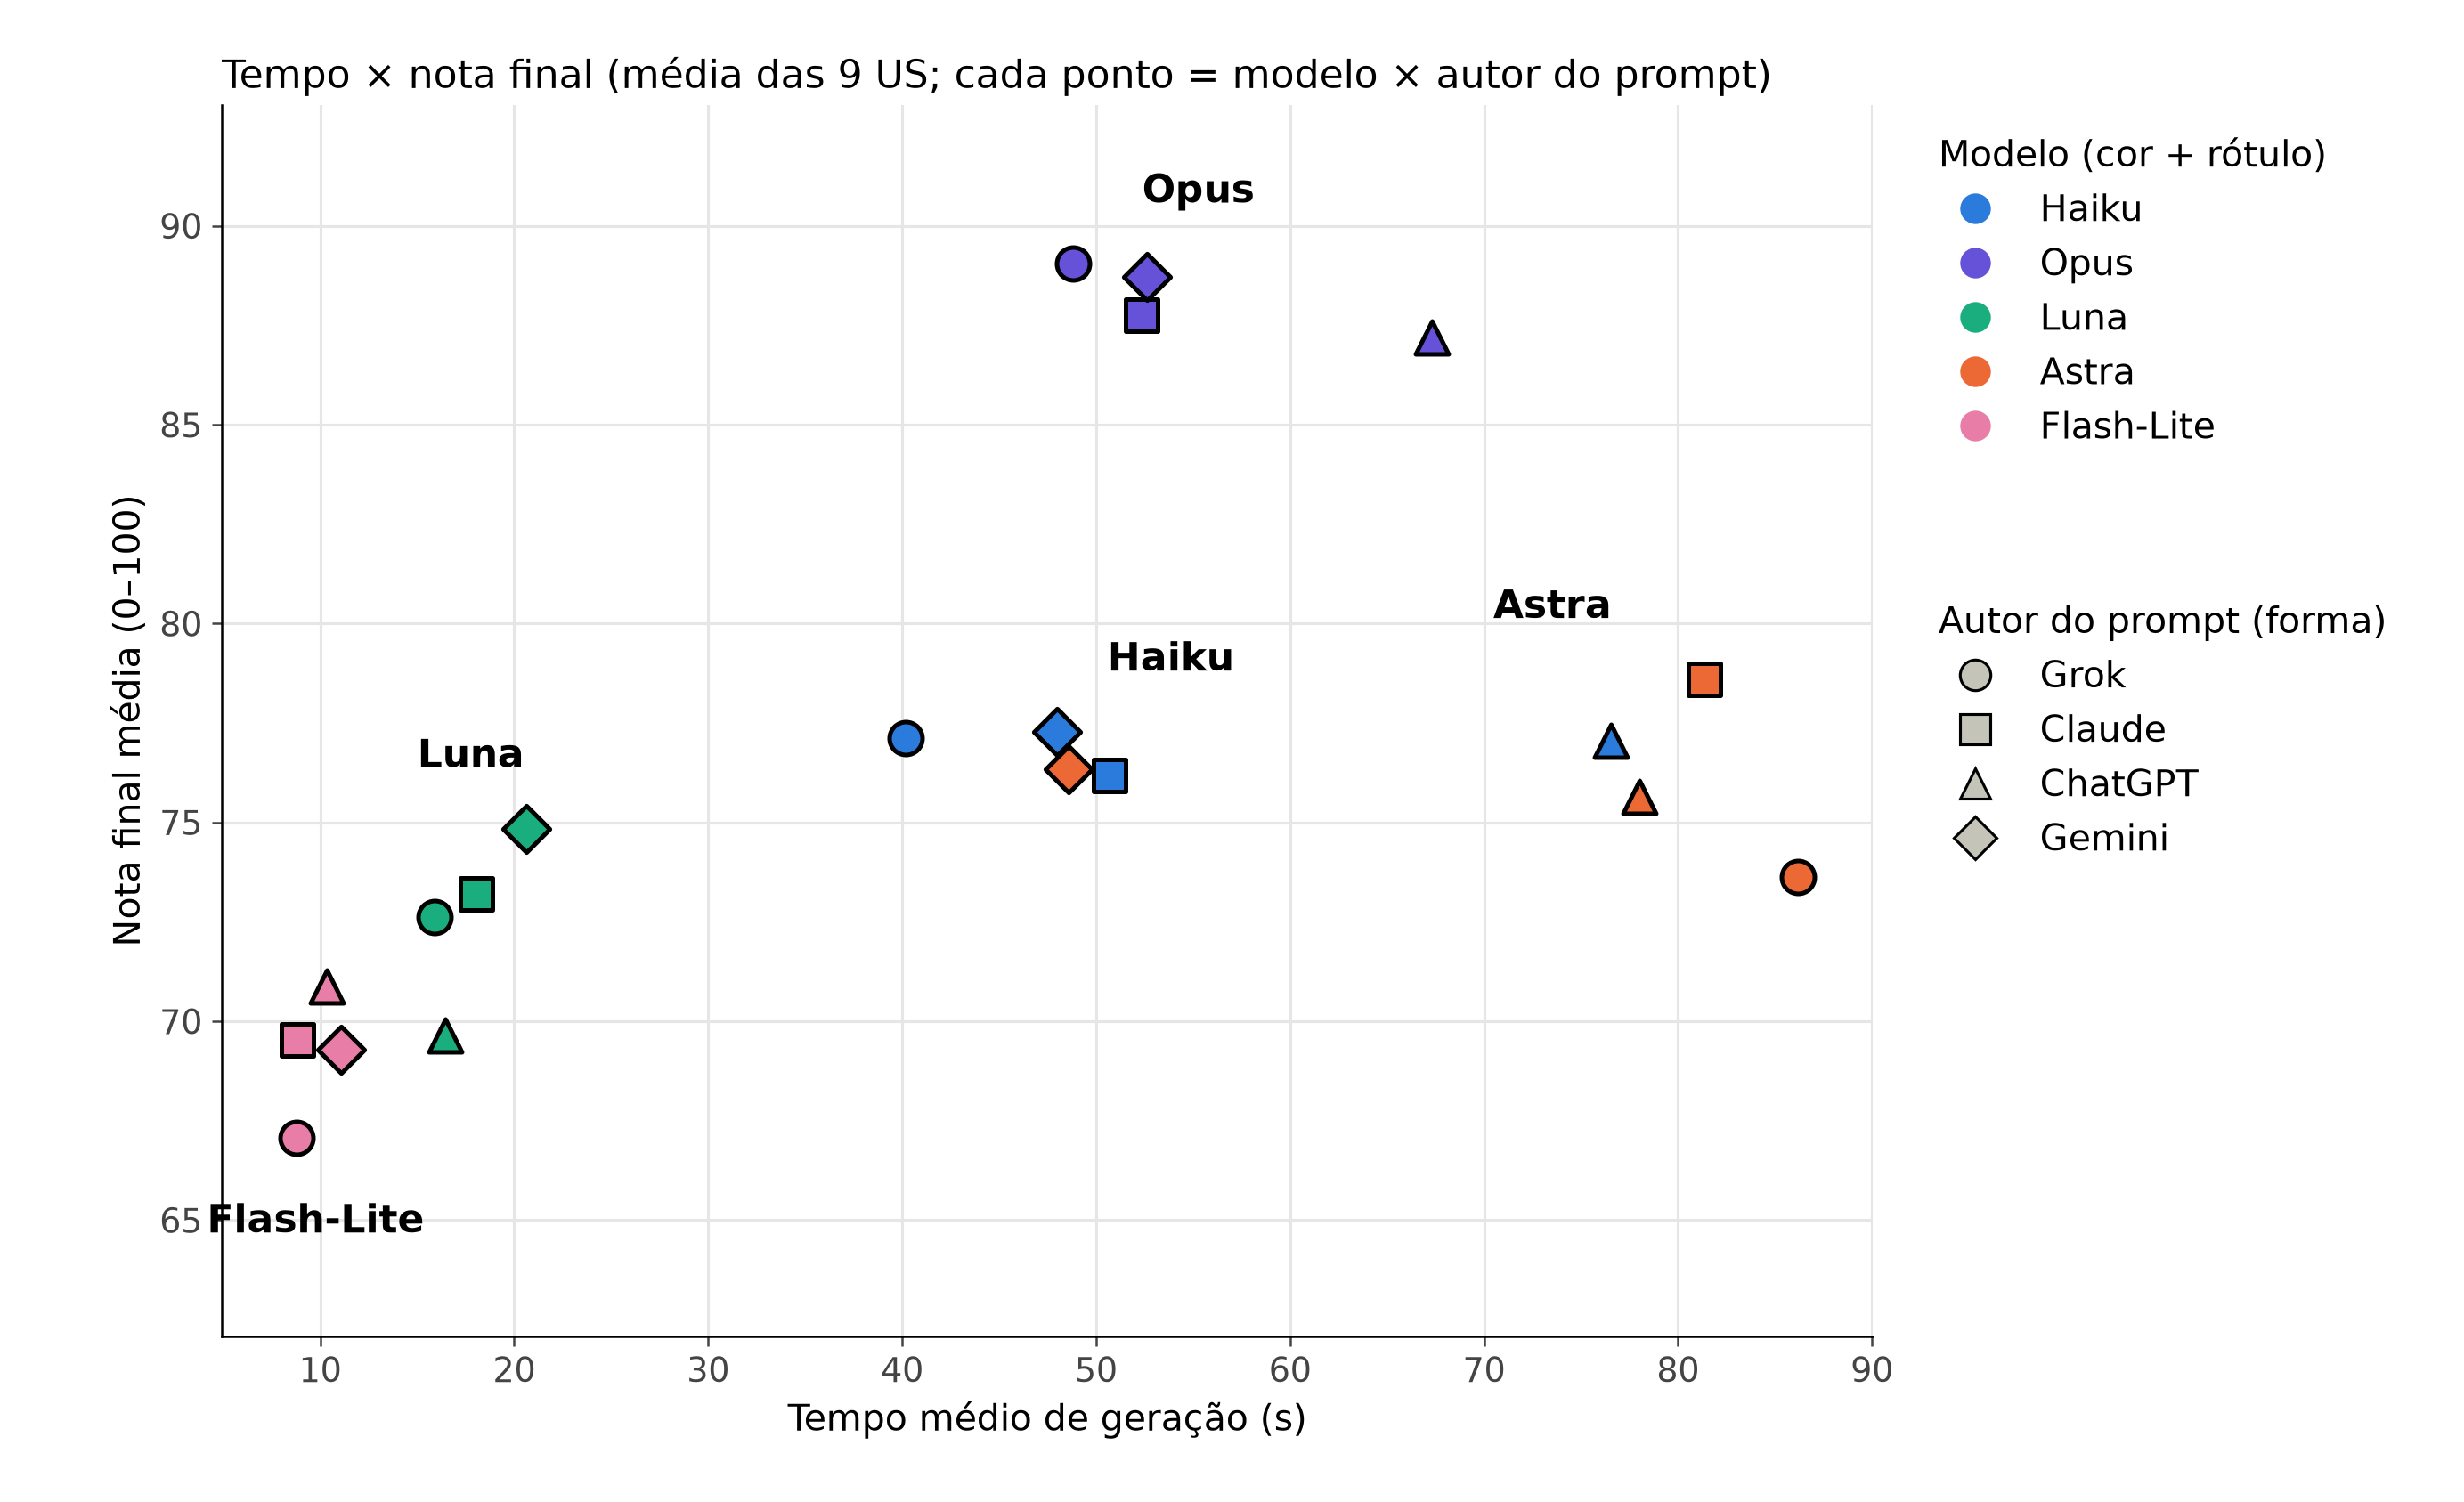 Tempo × nota final (média das 9 US; cada ponto = modelo × autor do prompt)
Nota final média (0–100)
90
85
80
75
70
65
Opus
Astra
Haiku
Luna
Flash-Lite
10
20
30
40
50
60
70
80
90
Tempo médio de geração (s)
Modelo (cor + rótulo)
Haiku
Opus
Luna
Astra
Flash-Lite
Autor do prompt (forma)
Grok
Claude
ChatGPT
Gemini